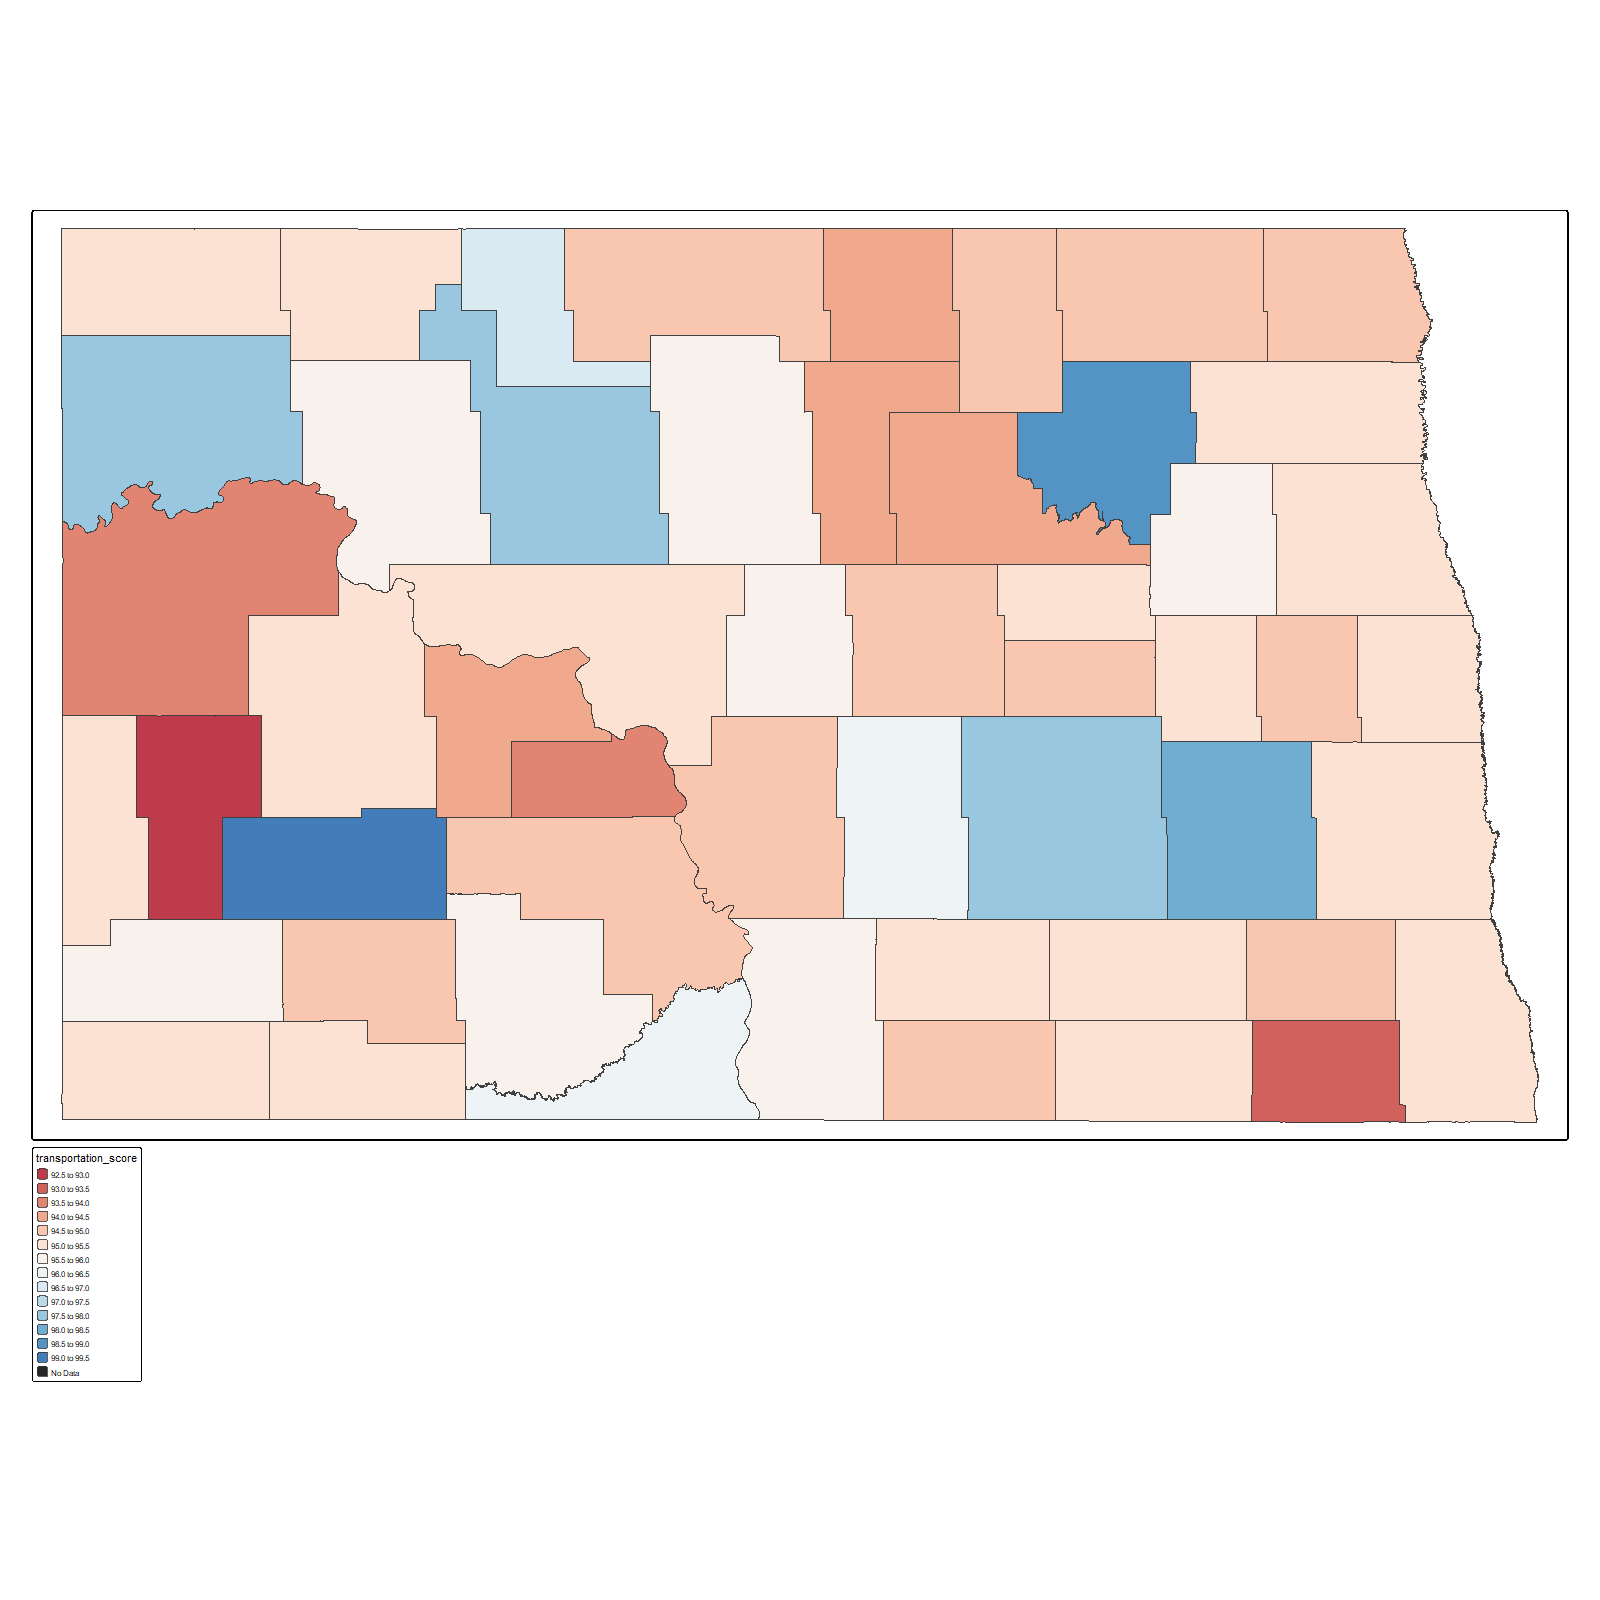 transportation_score
92.5 to 93.0
93.0 to 93.5
93.5 to 94.0
94.0 to 94.5
94.5 to 95.0
95.0 to 95.5
95.5 to 96.0
96.0 to 96.5
96.5 to 97.0
97.0 to 97.5
97.5 to 98.0
98.0 to 98.5
98.5 to 99.0
99.0 to 99.5
No Data